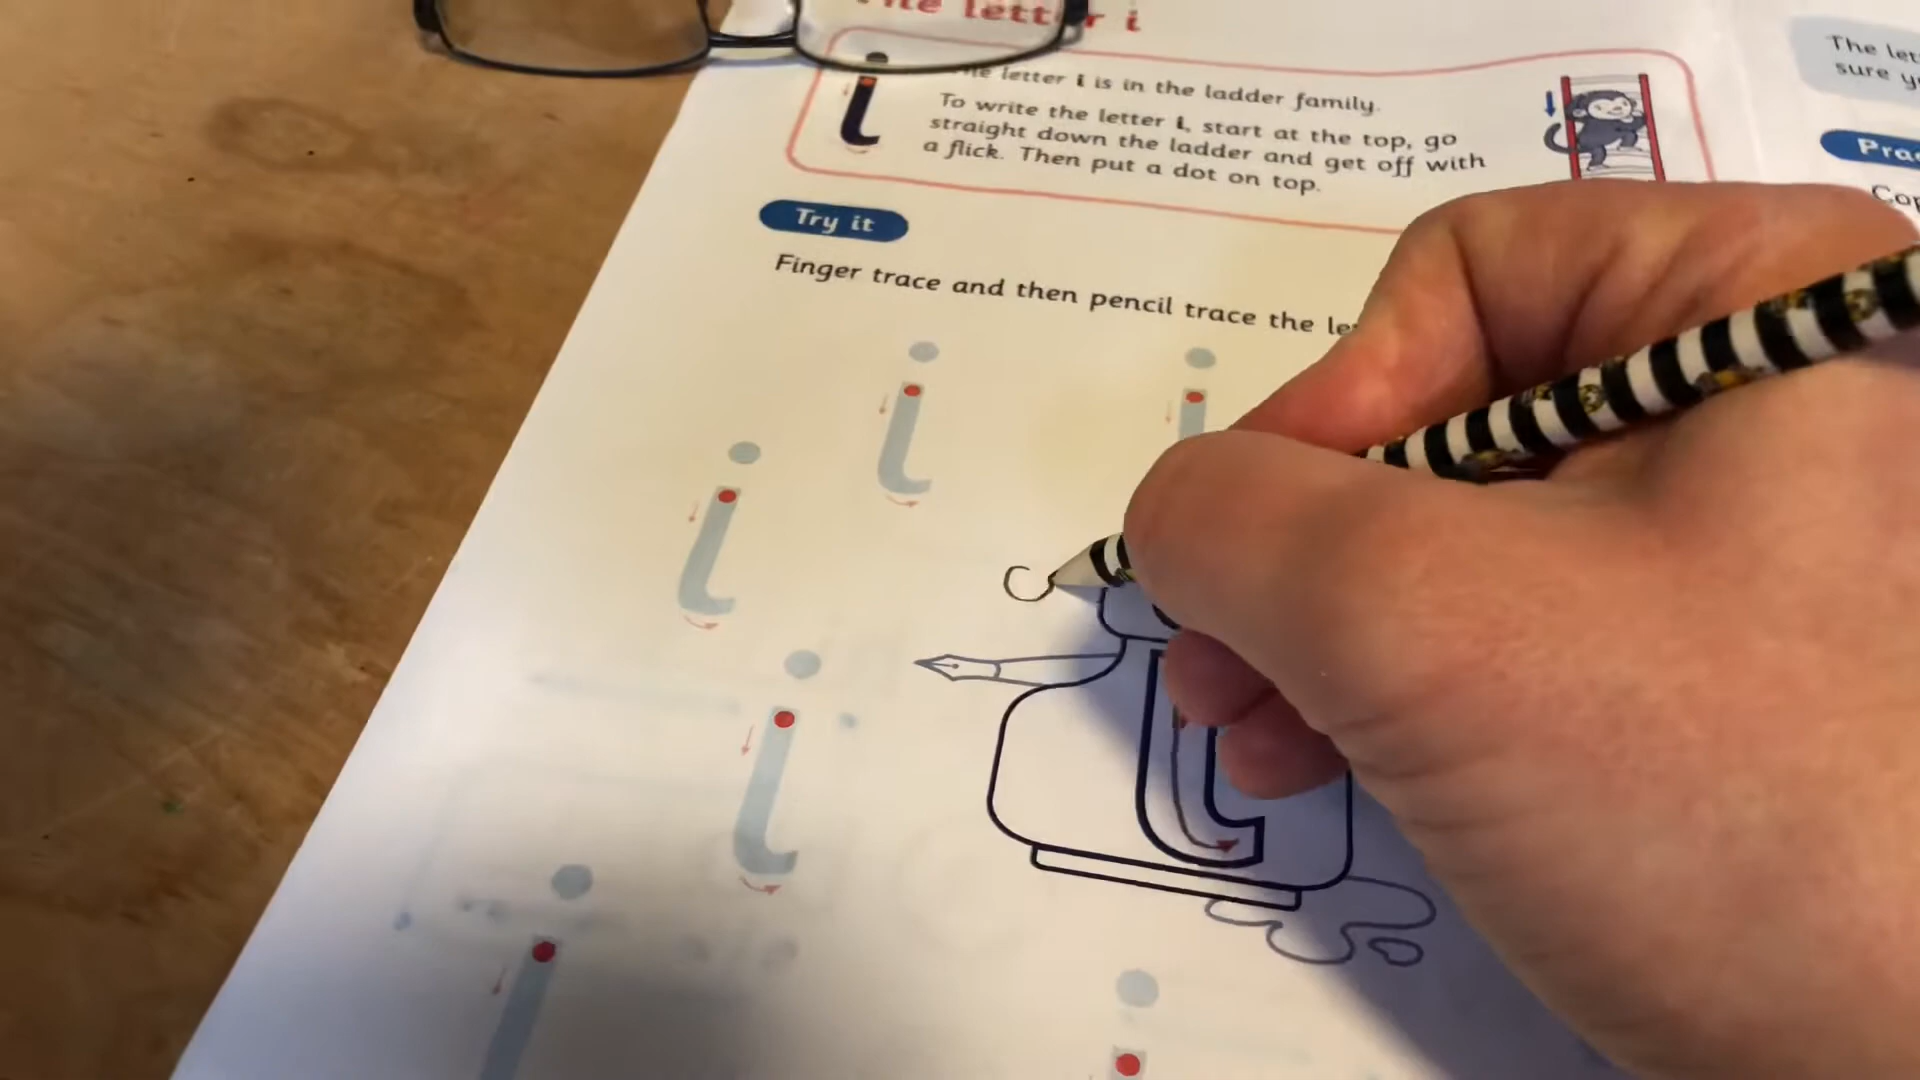 letter i
letter i is in the ladder family.
To write the letter i, start at the top, go
straight down the ladder and get off with
a flick. Then put a dot on top.
i
Try it
Finger trace and then pencil trace the
i
i
i
i
The
sure